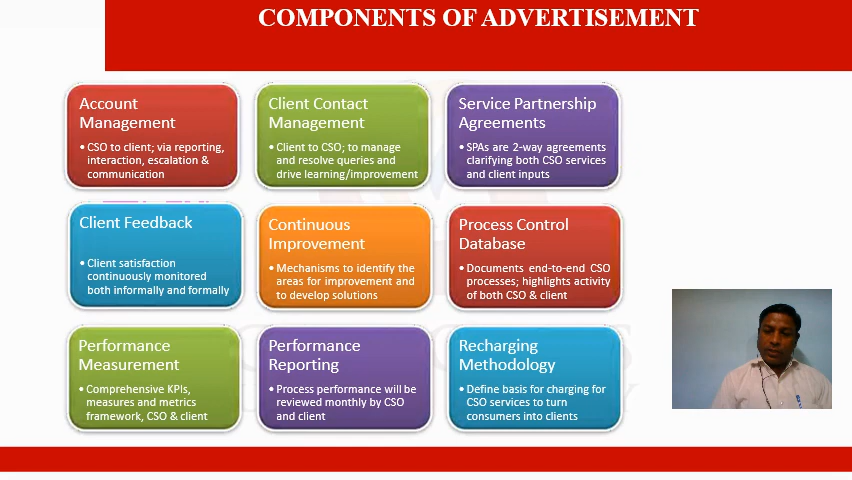 COMPONENTS OF ADVERTISEMENT
Account
Management
• CSO to client; via reporting,
interaction, escalation &
communication
Client Contact
Management
• Client to CSO; to manage
and resolve queries and
drive learning/improvement
Service Partnership
Agreements
• SPAs are 2-way agreements
clarifying both CSO services
and client inputs
Client Feedback
• Client satisfaction
continuously monitored
both informally and formally
Continuous
Improvement
• Mechanisms to identify the
areas for improvement and
to develop solutions
Process Control
Database
• Documents end-to-end CSO
processes; highlights activity
of both CSO & client
Performance
Measurement
• Comprehensive KPIs,
measures and metrics
framework, CSO & client
Performance
Reporting
• Process performance will be
reviewed monthly by CSO
and client
Recharging
Methodology
• Define basis for charging for
CSO services to turn
consumers into clients